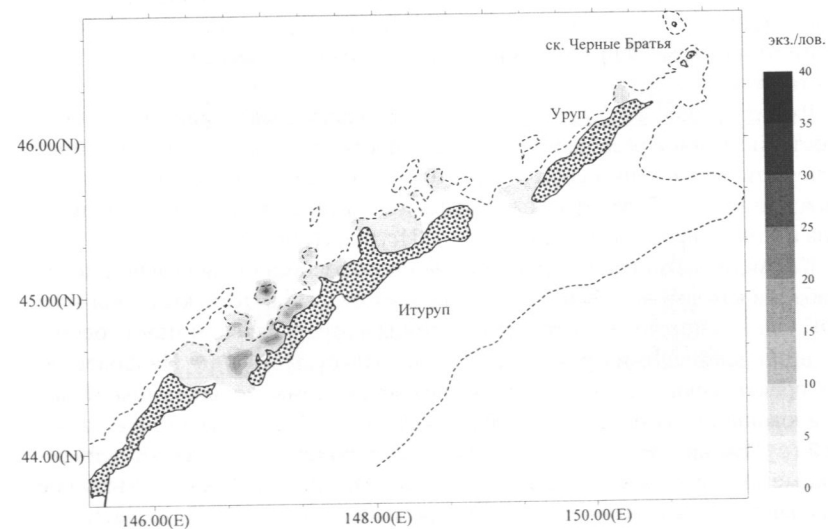 ск. Черные Братья
экз./лов.
40
Уруп
35
46.00(N)
30
25
45.00(N)
Итуруп
20
15
10
44.00(N)
5
0
146.00(E)
148.00(E)
150.00(E)